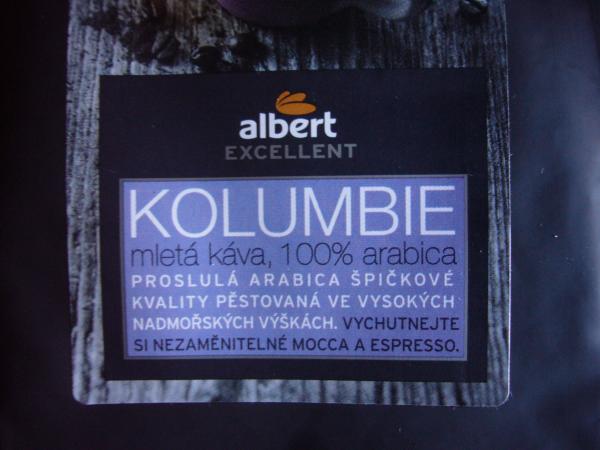 albert
EXCELLENT
KOLUMBIE
mletá káva, 100% arabica
PROSLULÁ ARABICA ŠPIČKOVÉ
KVALITY PĚSTOVANÁ VE VYSOKÝCH
NADMOŘSKÝCH VÝŠKÁCH. VYCHUTNEJTE
SI NEZAMĚNITELNÉ MOCCA A ESPRESSO.